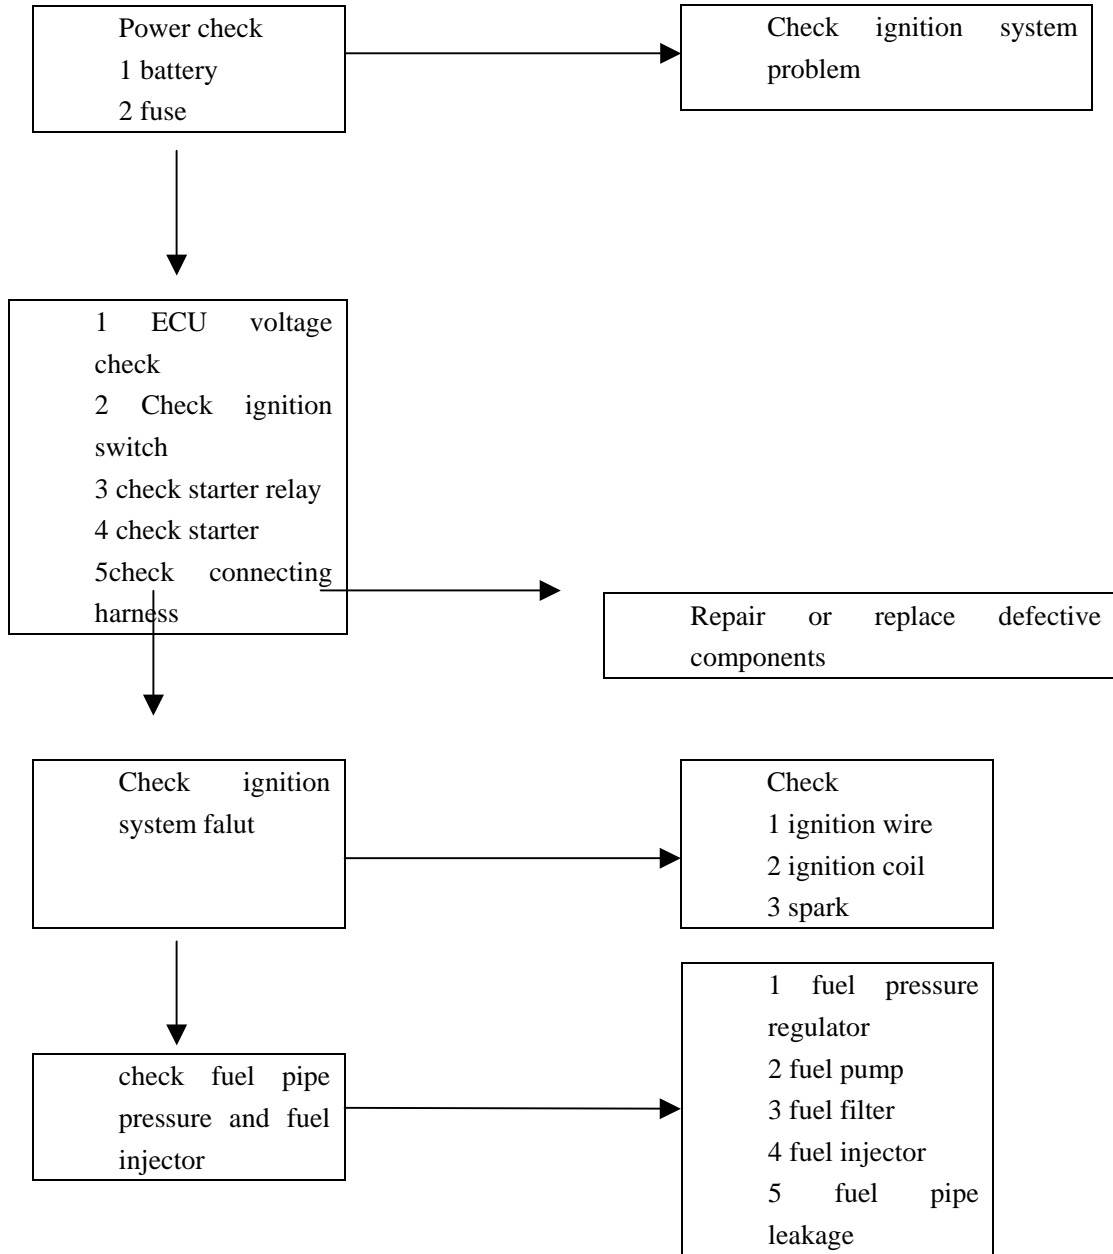 Power check
1 battery
2 fuse
Check ignition system
problem
1 ECU voltage
check
2 Check ignition
switch
3 check starter relay
4 check starter
5check connecting
harness
Repair or replace defective
components
Check ignition
system falut
Check
1 ignition wire
2 ignition coil
3 spark
check fuel pipe
pressure and fuel
injector
1 fuel pressure
regulator
2 fuel pump
3 fuel filter
4 fuel injector
5 fuel pipe
leakage